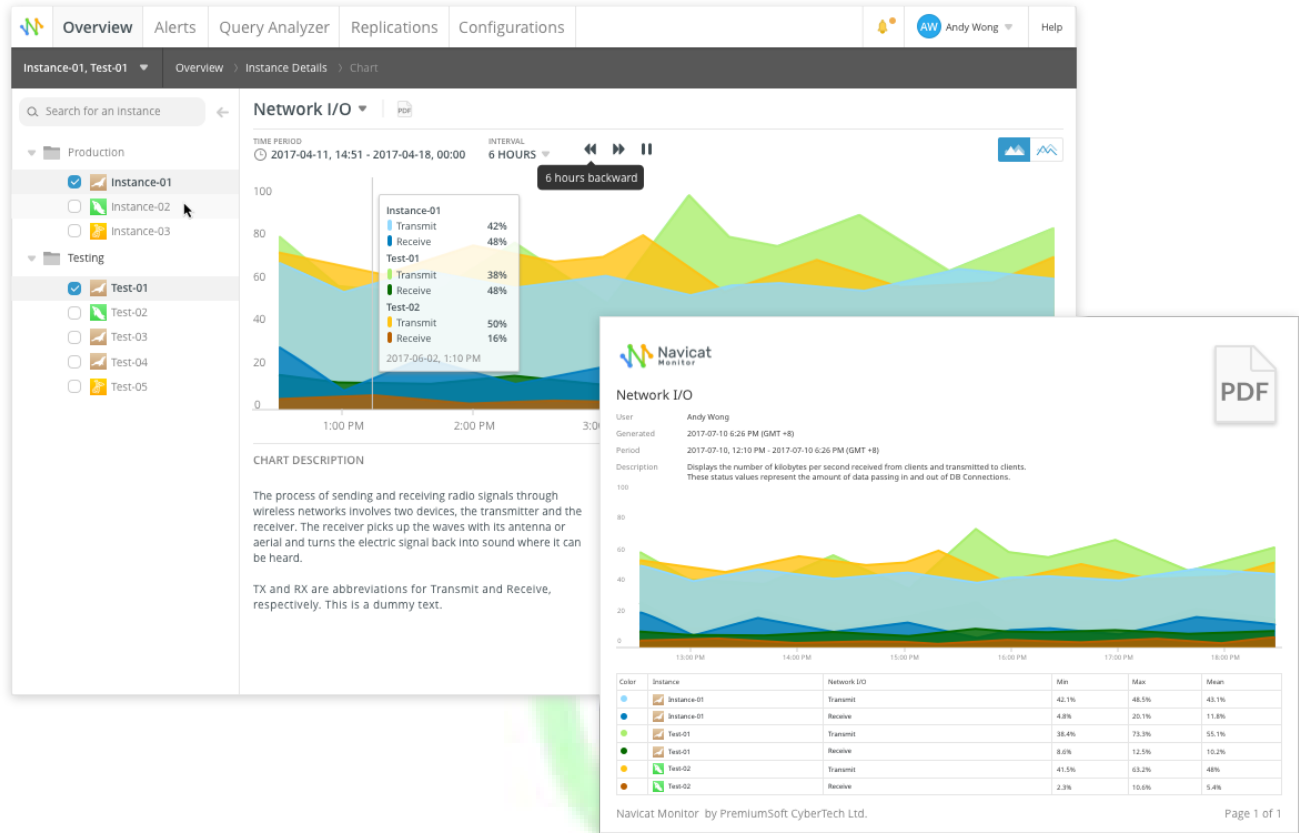 Overview Alerts Query Analyzer Replications Configurations AW Andy Wong Help
Instance-01, Test-01 Overview Instance Details Chart
Search for an instance
Production
Instance-01
Instance-02
Instance-03
Testing
Test-01
Test-02
Test-03
Test-04
Test-05
Network I/O PDF
TIME PERIOD INTERVAL
2017-04-11, 14:51 - 2017-04-18, 00:00 6 HOURS
6 hours backward
100
80
60
40
20
0
1:00 PM 2:00 PM 3:0
Instance-01
Transmit 42%
Receive 48%
Test-01
Transmit 38%
Receive 48%
Test-02
Transmit 50%
Receive 16%
2017-06-02, 1:10 PM
CHART DESCRIPTION
The process of sending and receiving radio signals through
wireless networks involves two devices, the transmitter and the
receiver. The receiver picks up the waves with its antenna or
aerial and turns the electric signal back into sound where it can
be heard.
TX and RX are abbreviations for Transmit and Receive,
respectively. This is a dummy text.
Navicat
Monitor
PDF
Network I/O
User Andy Wong
Generated 2017-07-10 6:26 PM (GMT +8)
Period 2017-07-10, 12:10 PM - 2017-07-10 6:26 PM (GMT +8)
Description Displays the number of kilobytes per second received from clients and transmitted to clients.
These status values represent the amount of data passing in and out of DB Connections.
100
80
60
40
20
0
13:00 PM 14:00 PM 15:00 PM 16:00 PM 17:00 PM 18:00 PM
Color Instance Network I/O Min Max Mean
Instance-01 Transmit 42.1% 48.5% 43.1%
Instance-01 Receive 4.8% 20.1% 11.8%
Test-01 Transmit 38.4% 73.3% 55.1%
Test-01 Receive 8.6% 12.5% 10.2%
Test-02 Transmit 41.5% 63.2% 48%
Test-02 Receive 2.3% 10.6% 5.4%
Navicat Monitor by PremiumSoft CyberTech Ltd. Page 1 of 1